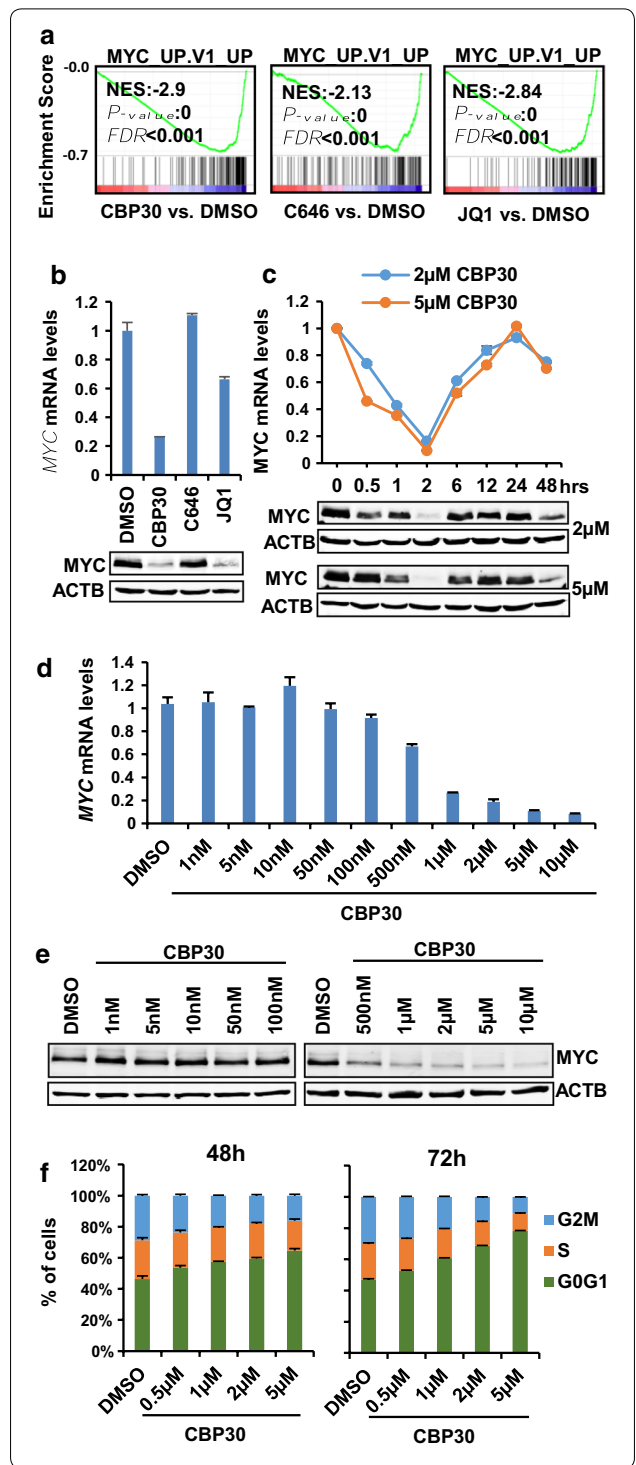 a
MYC_UP.V1_UP MYC_UP.V1_UP MYC_UP.V1_UP
Enrichment Score
-0.0
-0.7
NES:-2.9 NES:-2.13 NES:-2.84
P-value:0 P-value:0 P-value:0
FDR<0.001 FDR<0.001 FDR<0.001
CBP30 vs. DMSO C646 vs. DMSO JQ1 vs. DMSO
b
MYC mRNA levels
1.2
1
0.8
0.6
0.4
0.2
0
DMSO CBP30 C646 JQ1
MYC
ACTB
c
2µM CBP30
5µM CBP30
MYC mRNA levels
1.2
1
0.8
0.6
0.4
0.2
0
0 0.5 1 2 6 12 24 48 hrs
MYC
ACTB
2µM
MYC
ACTB
5µM
d
MYC mRNA levels
1.4
1.2
1
0.8
0.6
0.4
0.2
0
DMSO 1nM 5nM 10nM 50nM 100nM 500nM 1µM 2µM 5µM 10µM
CBP30
e
CBP30 CBP30
DMSO 1nM 5nM 10nM 50nM 100nM DMSO 500nM 1µM 2µM 5µM 10µM
MYC
ACTB
f
48h 72h
% of cells
120%
100%
80%
60%
40%
20%
0%
G2M
S
G0G1
DMSO 0.5µM 1µM 2µM 5µM DMSO 0.5µM 1µM 2µM 5µM
CBP30 CBP30